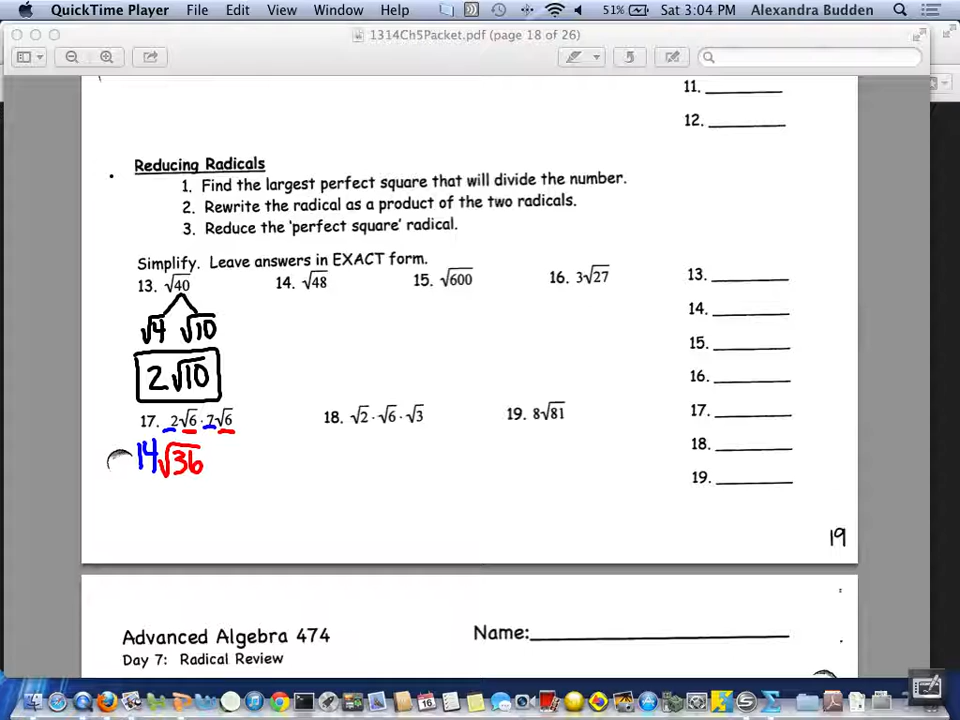 QuickTime Player File Edit View Window Help 51% Sat 3:04 PM Alexandra Budden
1314Ch5Packet.pdf (page 18 of 26)
11. ________
12. ________
Reducing Radicals
1. Find the largest perfect square that will divide the number.
2. Rewrite the radical as a product of the two radicals.
3. Reduce the 'perfect square' radical.
Simplify. Leave answers in EXACT form.
13. √40 14. √48 15. √600 16. 3√27 13. ________
14. ________
√4 √10
15. ________
2√10
16. ________
17. 2√6 · 7√6 18. √2 · √6 · √3 19. 8√81 17. ________
18. ________
14√36
19. ________
19
Advanced Algebra 474 Name:________________
Day 7: Radical Review